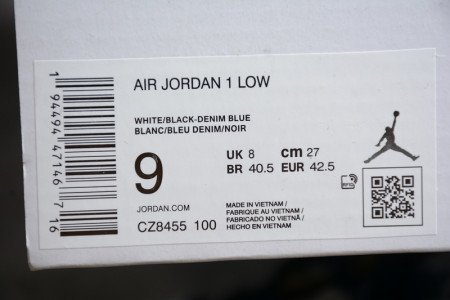 AIR JORDAN 1 LOW
WHITE/BLACK-DENIM BLUE
BLANC/BLEU DENIM/NOIR
9
UK 8 cm 27
BR 40.5 EUR 42.5
JORDAN.COM
CZ8455 100
MADE IN VIETNAM /
FABRIQUE AU VIETNAM /
FABRICADO NO VIETNÃ /
HECHO EN VIETNAM
RFID
1 94494 47146 716